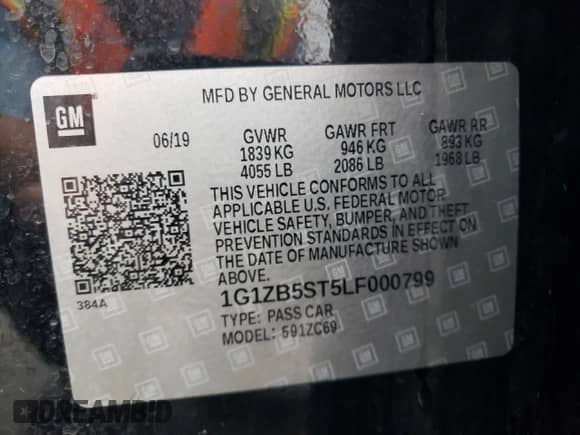 GM
MFD BY GENERAL MOTORS LLC
06/19 GVWR GAWR FRT GAWR RR
1839 KG 946 KG 893 KG
4055 LB 2086 LB 1968 LB
THIS VEHICLE CONFORMS TO ALL
APPLICABLE U.S. FEDERAL MOTOR
VEHICLE SAFETY, BUMPER, AND THEFT
PREVENTION STANDARDS IN EFFECT ON
THE DATE OF MANUFACTURE SHOWN
ABOVE.
384A
1G1ZB5ST5LF000799
TYPE: PASS CAR
MODEL: 591ZC69
DREAMBID